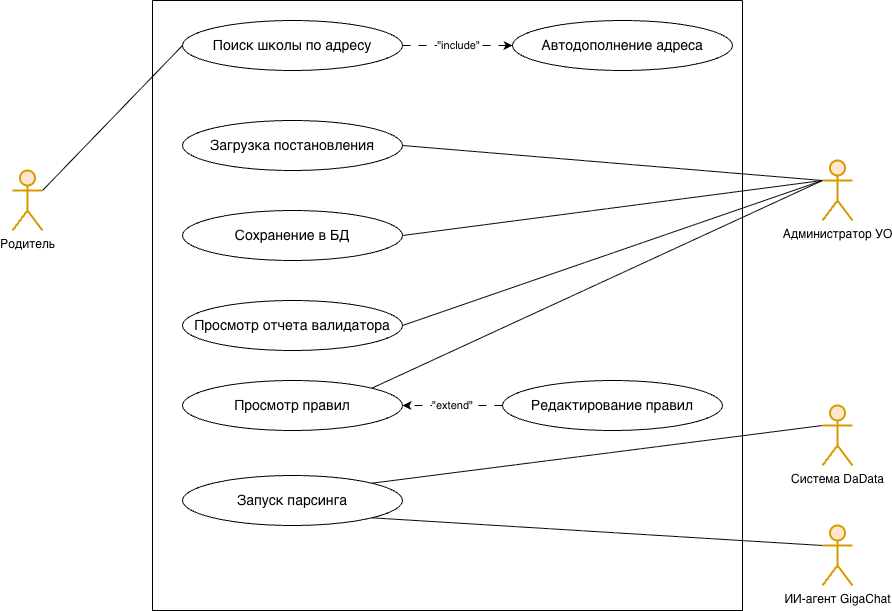 Поиск школы по адресу
"include"
Автодополнение адреса
Загрузка постановления
Родитель
Администратор УО
Сохранение в БД
Просмотр отчета валидатора
Просмотр правил
"extend"
Редактирование правил
Система DaData
Запуск парсинга
ИИ-агент GigaChat